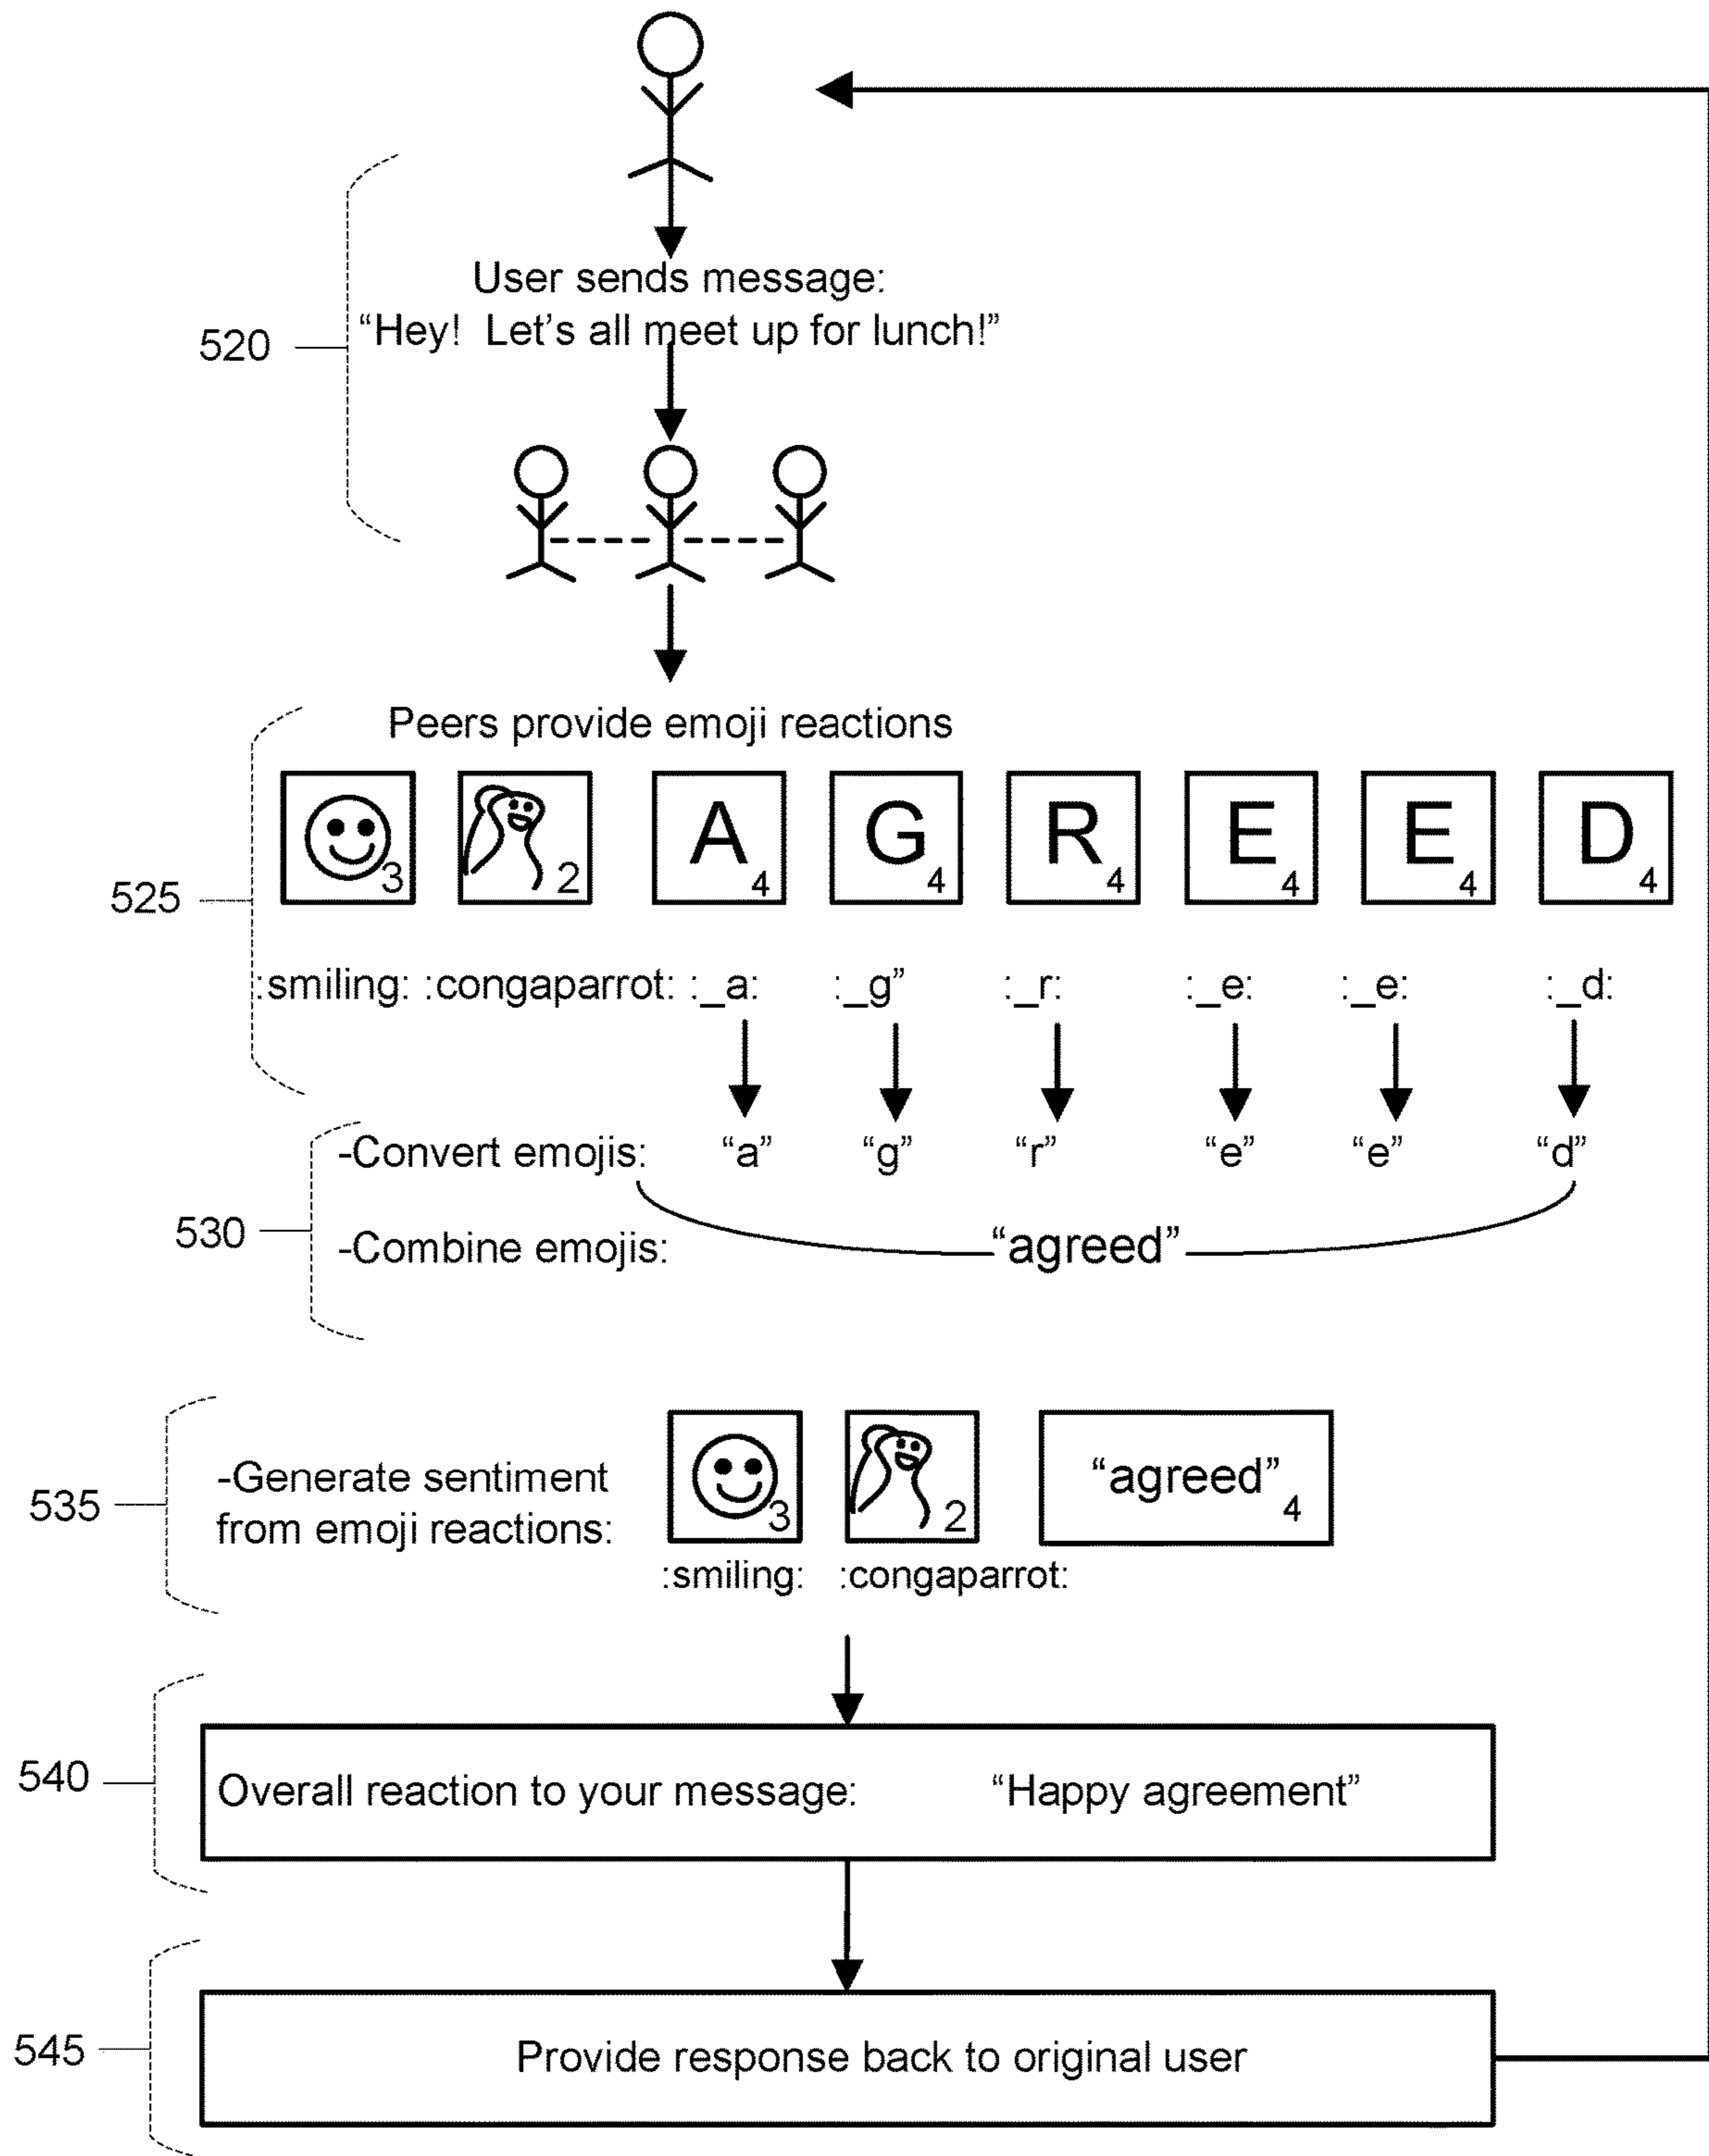 User sends message:
520
“Hey!  Let's all meet up for lunch!”
Peers provide emoji reactions
3 2 A 4 G 4 R 4 E 4 E 4 D 4
525
:smiling: :congaparrot: :_a: :_g” :_r: :_e: :_e: :_d:
-Convert emojis: “a” “g” “r” “e” “e” “d”
530
-Combine emojis: “agreed”
535
-Generate sentiment
from emoji reactions:
3 2 “agreed” 4
:smiling: :congaparrot:
540
Overall reaction to your message: “Happy agreement”
545
Provide response back to original user